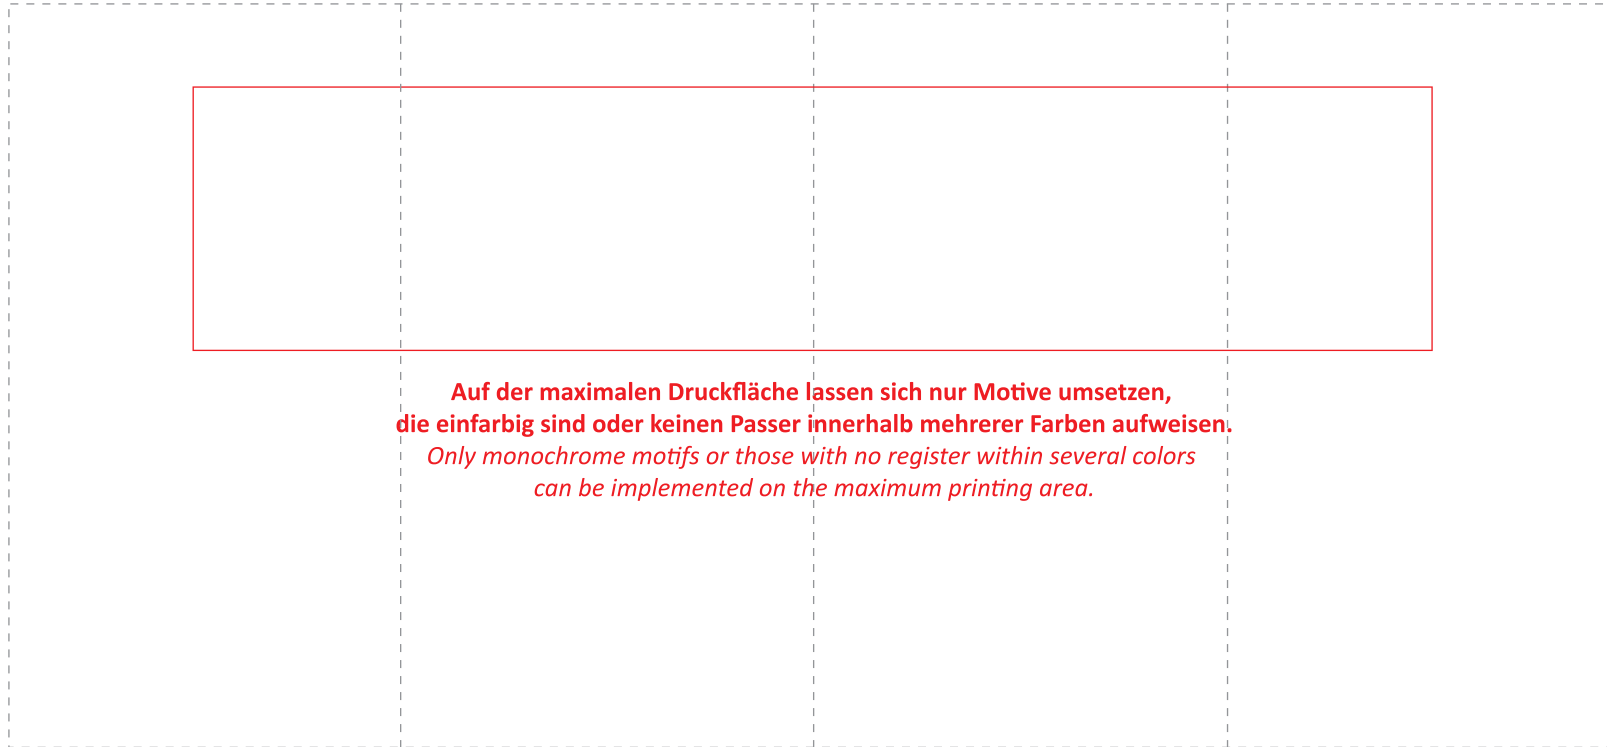 Auf der maximalen Druckfläche lassen sich nur Motive umsetzen,
die einfarbig sind oder keinen Passer innerhalb mehrerer Farben aufweisen.
Only monochrome motifs or those with no register within several colors
can be implemented on the maximum printing area.